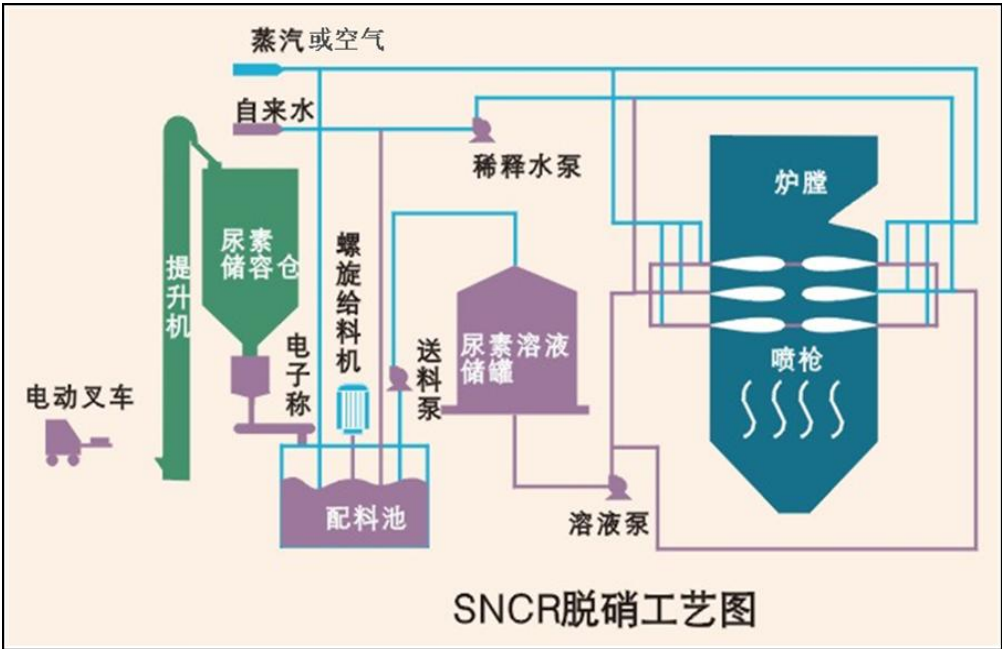 蒸汽或空气
自来水
稀释水泵
炉膛
尿素
储容仓
提升机
螺旋给料机
电子称
送料泵
尿素溶液
储罐
喷枪
电动叉车
配料池
溶液泵
SNCR脱硝工艺图